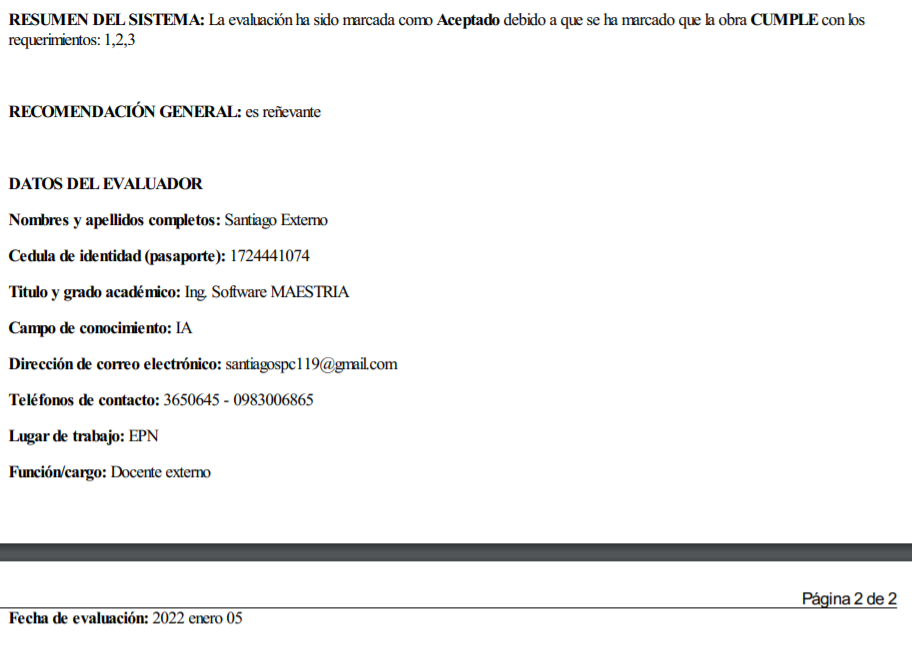 RESUMEN DEL SISTEMA: La evaluación ha sido marcada como Aceptado debido a que se ha marcado que la obra CUMPLE con los
requerimientos: 1,2,3
RECOMENDACIÓN GENERAL: es reñevante
DATOS DEL EVALUADOR
Nombres y apellidos completos: Santiago Externo
Cedula de identidad (pasaporte): 1724441074
Titulo y grado académico: Ing. Software MAESTRIA
Campo de conocimiento: IA
Dirección de correo electrónico: santiagospc119@gmail.com
Teléfonos de contacto: 3650645 - 0983006865
Lugar de trabajo: EPN
Función/cargo: Docente externo
Página 2 de 2
Fecha de evaluación: 2022 enero 05